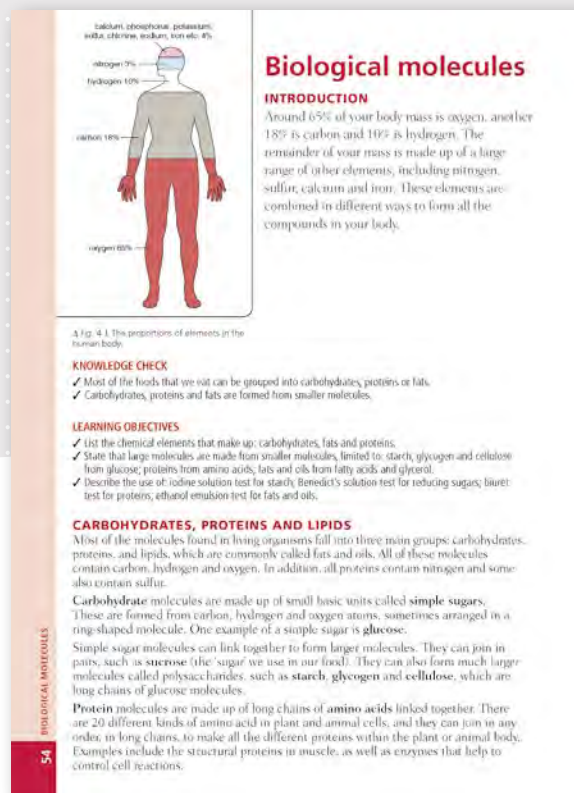 calcium, phosphorus, potassium,
sulfur, chlorine, sodium, iron etc. 4%
nitrogen 3%
hydrogen 10%
carbon 18%
oxygen 65%
Δ Fig. 4.1 The proportions of elements in the
human body.
Biological molecules
INTRODUCTION
Around 65% of your body mass is oxygen, another
18% is carbon and 10% is hydrogen. The
remainder of your mass is made up of a large
range of other elements, including nitrogen,
sulfur, calcium and iron. These elements are
combined in different ways to form all the
compounds in your body.
KNOWLEDGE CHECK
✓ Most of the foods that we eat can be grouped into carbohydrates, proteins or fats.
✓ Carbohydrates, proteins and fats are formed from smaller molecules.
LEARNING OBJECTIVES
✓ List the chemical elements that make up: carbohydrates, fats and proteins.
✓ State that large molecules are made from smaller molecules, limited to: starch, glycogen and cellulose
from glucose; proteins from amino acids; fats and oils from fatty acids and glycerol.
✓ Describe the use of: iodine solution test for starch; Benedict's solution test for reducing sugars; biuret
test for proteins; ethanol emulsion test for fats and oils.
CARBOHYDRATES, PROTEINS AND LIPIDS
Most of the molecules found in living organisms fall into three main groups: carbohydrates,
proteins, and lipids, which are commonly called fats and oils. All of these molecules
contain carbon, hydrogen and oxygen. In addition, all proteins contain nitrogen and some
also contain sulfur.
Carbohydrate molecules are made up of small basic units called simple sugars.
These are formed from carbon, hydrogen and oxygen atoms, sometimes arranged in a
ring-shaped molecule. One example of a simple sugar is glucose.
Simple sugar molecules can link together to form larger molecules. They can join in
pairs, such as sucrose (the 'sugar' we use in our food). They can also form much larger
molecules called polysaccharides, such as starch, glycogen and cellulose, which are
long chains of glucose molecules.
Protein molecules are made up of long chains of amino acids linked together. There
are 20 different kinds of amino acid in plant and animal cells, and they can join in any
order, in long chains, to make all the different proteins within the plant or animal body.
Examples include the structural proteins in muscle, as well as enzymes that help to
control cell reactions.
BIOLOGICAL MOLECULES
54